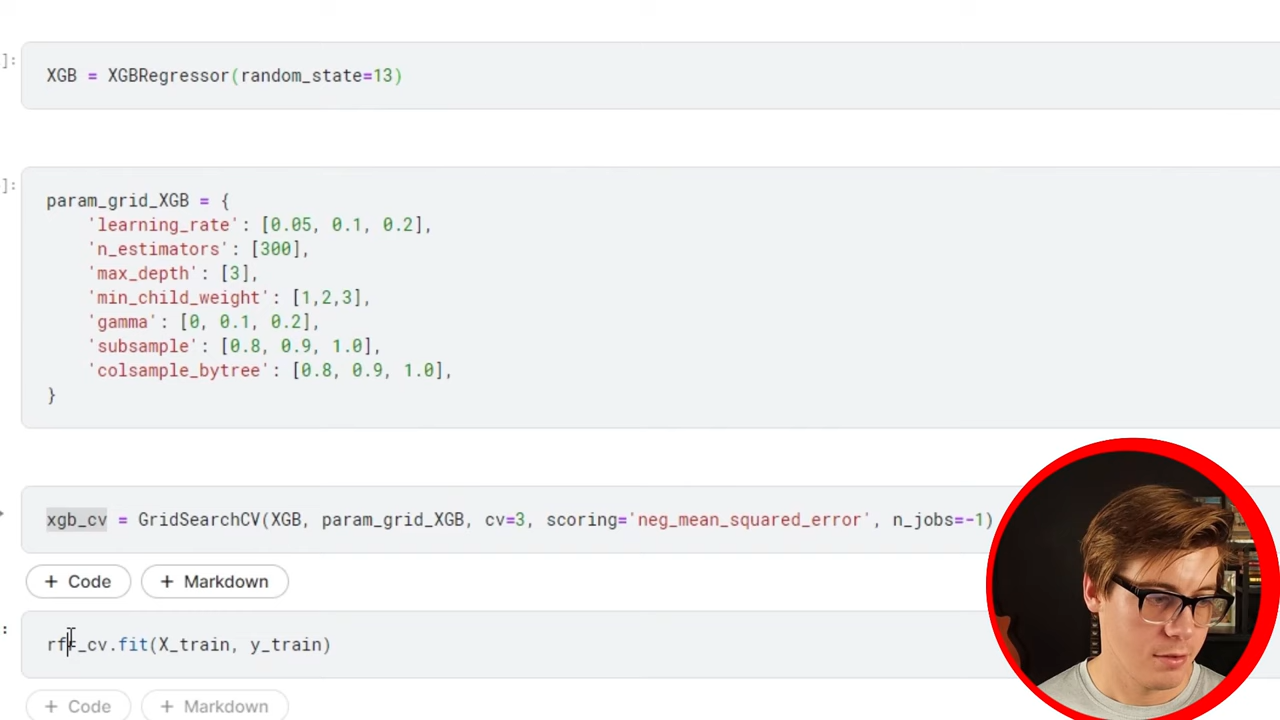 ]:
XGB = XGBRegressor(random_state=13)
]:
param_grid_XGB = {
'learning_rate': [0.05, 0.1, 0.2],
'n_estimators': [300],
'max_depth': [3],
'min_child_weight': [1,2,3],
'gamma': [0, 0.1, 0.2],
'subsample': [0.8, 0.9, 1.0],
'colsample_bytree': [0.8, 0.9, 1.0],
}
xgb_cv = GridSearchCV(XGB, param_grid_XGB, cv=3, scoring='neg_mean_squared_error', n_jobs=-1)
+ Code + Markdown
:
rfr_cv.fit(X_train, y_train)
+ Code + Markdown